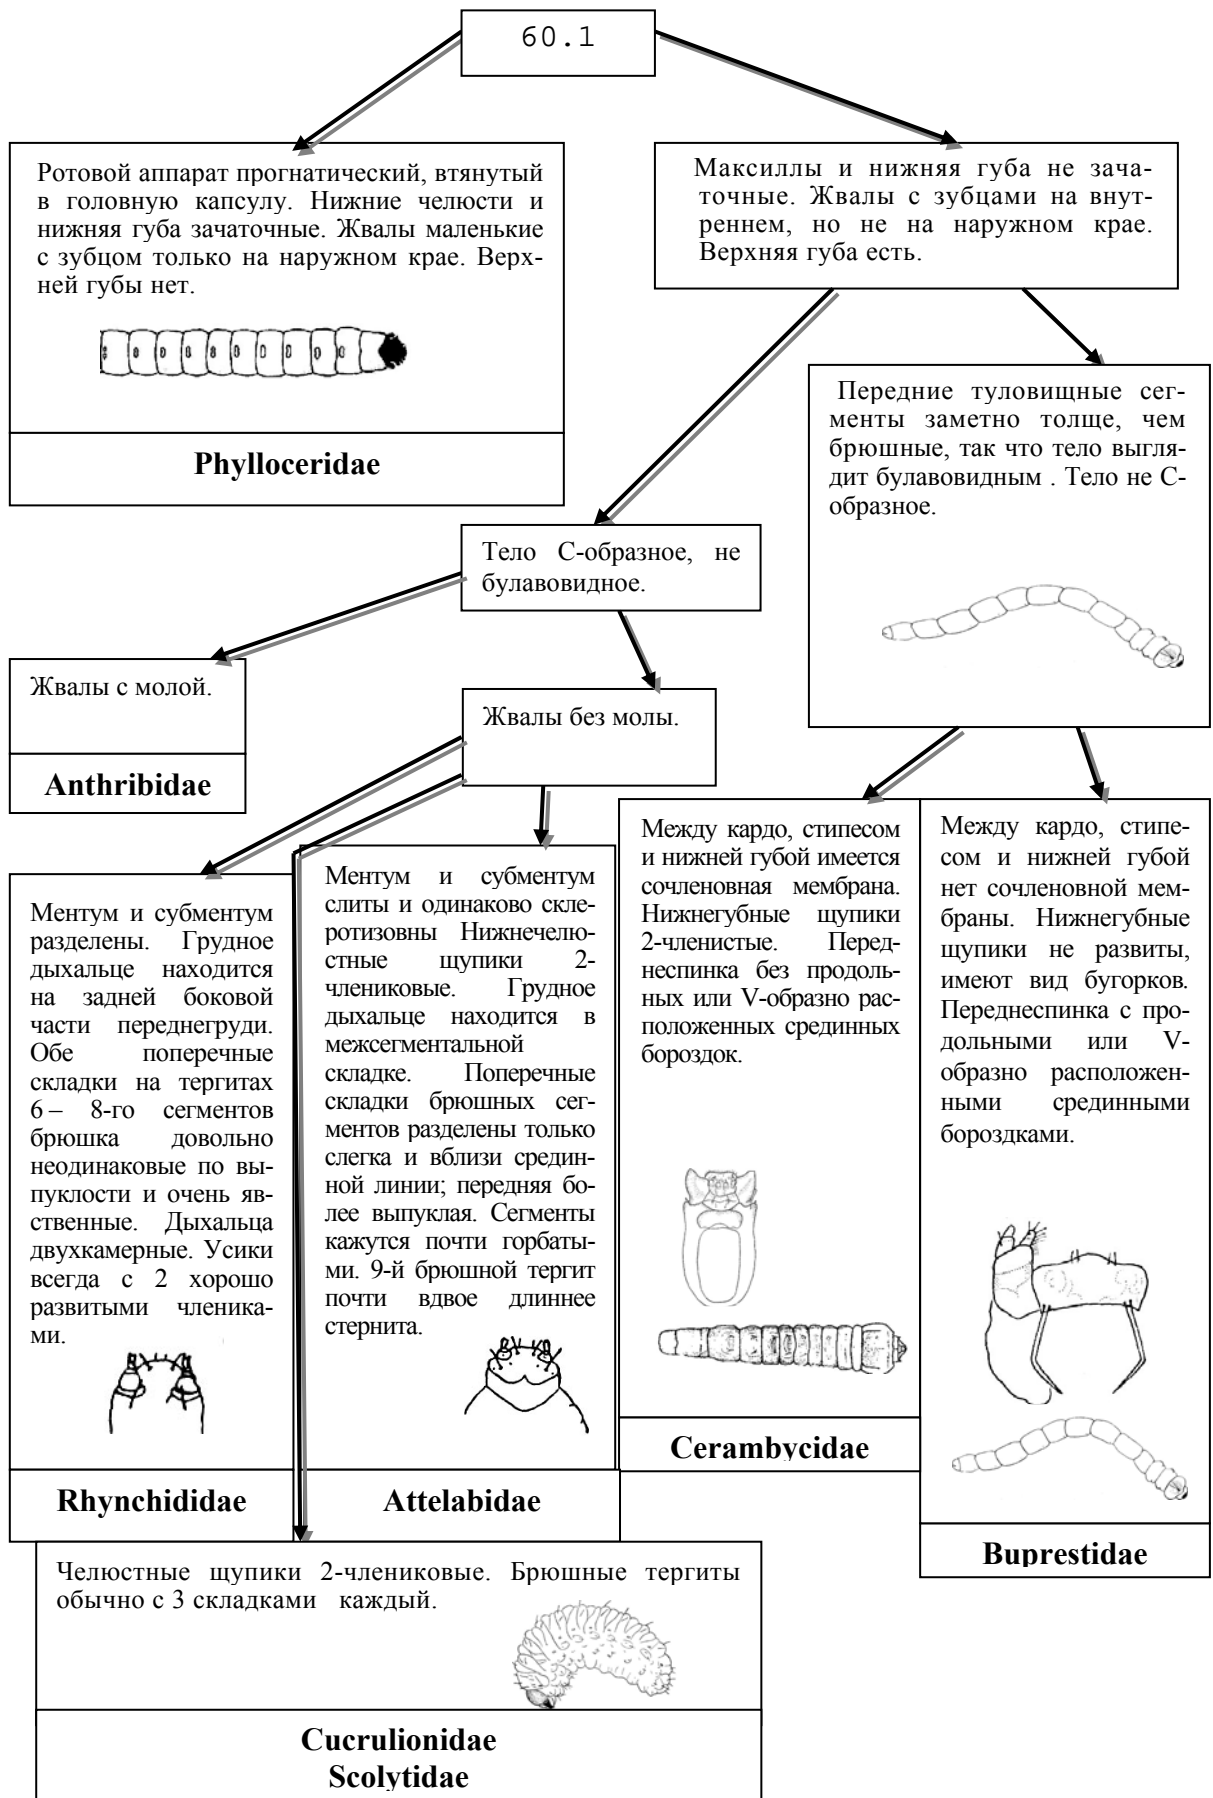 60.1
Ротовой аппарат прогнатический, втянутый
в головную капсулу. Нижние челюсти и
нижняя губа зачаточные. Жвалы маленькие
с зубцом только на наружном крае. Верх-
ней губы нет.
Phylloceridae
Максиллы и нижняя губа не зача-
точные. Жвалы с зубцами на внут-
реннем, но не на наружном крае.
Верхняя губа есть.
Передние туловищные сег-
менты заметно толще, чем
брюшные, так что тело выгля-
дит булавовидным . Тело не С-
образное.
Тело С-образное, не
булавовидное.
Жвалы с молой.
Anthribidae
Жвалы без молы.
Ментум и субментум
разделены. Грудное
дыхальце находится
на задней боковой
части переднегруди.
Обе поперечные
складки на тергитах
6 – 8-го сегментов
брюшка довольно
неодинаковые по вы-
пуклости и очень яв-
ственные. Дыхальца
двухкамерные. Усики
всегда с 2 хорошо
развитыми членика-
ми.
Rhynchididae
Ментум и субментум
слиты и одинаково скле-
ротизовны Нижнечелю-
стные щупики 2-
члениковые. Грудное
дыхальце находится в
межсегментальной
складке. Поперечные
складки брюшных сег-
ментов разделены только
слегка и вблизи средин-
ной линии; передняя бо-
лее выпуклая. Сегменты
кажутся почти горбаты-
ми. 9-й брюшной тергит
почти вдвое длиннее
стернита.
Attelabidae
Между кардо, стипесом
и нижней губой имеется
сочленовная мембрана.
Нижнегубные щупики
2-членистые. Перед-
неспинка без продоль-
ных или V-образно рас-
положенных срединных
бороздок.
Cerambycidae
Между кардо, стипе-
сом и нижней губой
нет сочленовной мем-
браны. Нижнегубные
щупики не развиты,
имеют вид бугорков.
Переднеспинка с про-
дольными или V-
образно расположен-
ными срединными
бороздками.
Buprestidae
Челюстные щупики 2-члениковые. Брюшные тергиты
обычно с 3 складками каждый.
Cucrulionidae
Scolytidae